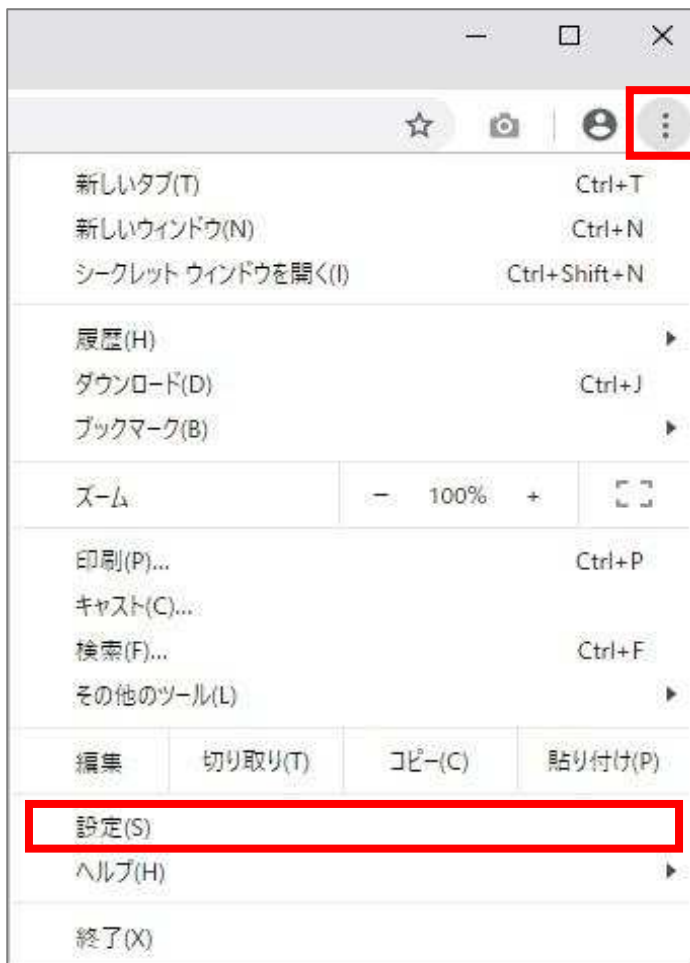 新しいタブ(T) Ctrl+T
新しいウィンドウ(N) Ctrl+N
シークレット ウィンドウを開く(I) Ctrl+Shift+N
履歴(H)
ダウンロード(D) Ctrl+J
ブックマーク(B)
ズーム − 100% +
印刷(P)... Ctrl+P
キャスト(C)...
検索(F)... Ctrl+F
その他のツール(L)
編集 切り取り(T) コピー(C) 貼り付け(P)
設定(S)
ヘルプ(H)
終了(X)